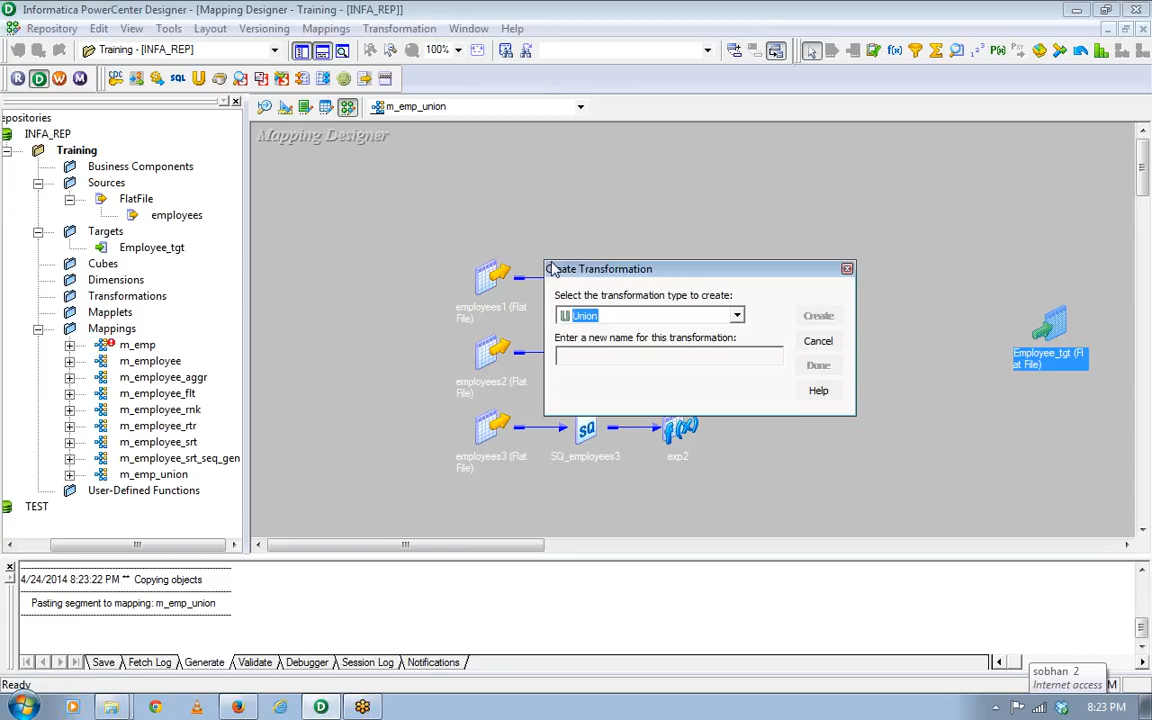 Informatica PowerCenter Designer - [Mapping Designer - Training - [INFA_REP]]
Repository Edit View Tools Layout Versioning Mappings Transformation Window Help
Training - [INFA_REP] 100%
m_emp_union
epositories
INFA_REP
Training
Business Components
Sources
FlatFile
employees
Targets
Employee_tgt
Cubes
Dimensions
Transformations
Mapplets
Mappings
m_emp
m_employee
m_employee_aggr
m_employee_flt
m_employee_rnk
m_employee_rtr
m_employee_srt
m_employee_srt_seq_gen
m_emp_union
User-Defined Functions
TEST
Mapping Designer
employees1 (Flat
File)
employees2 (Flat
File)
employees3 (Flat
File)
SQ_employees3
exp2
Employee_tgt (Fl
at File)
Create Transformation
Select the transformation type to create:
Union
Create
Enter a new name for this transformation:
Cancel
Done
Help
4/24/2014 8:23:22 PM ** Copying objects
Pasting segment to mapping: m_emp_union
Save Fetch Log Generate Validate Debugger Session Log Notifications
Ready
sobhan 2
Internet access
8:23 PM